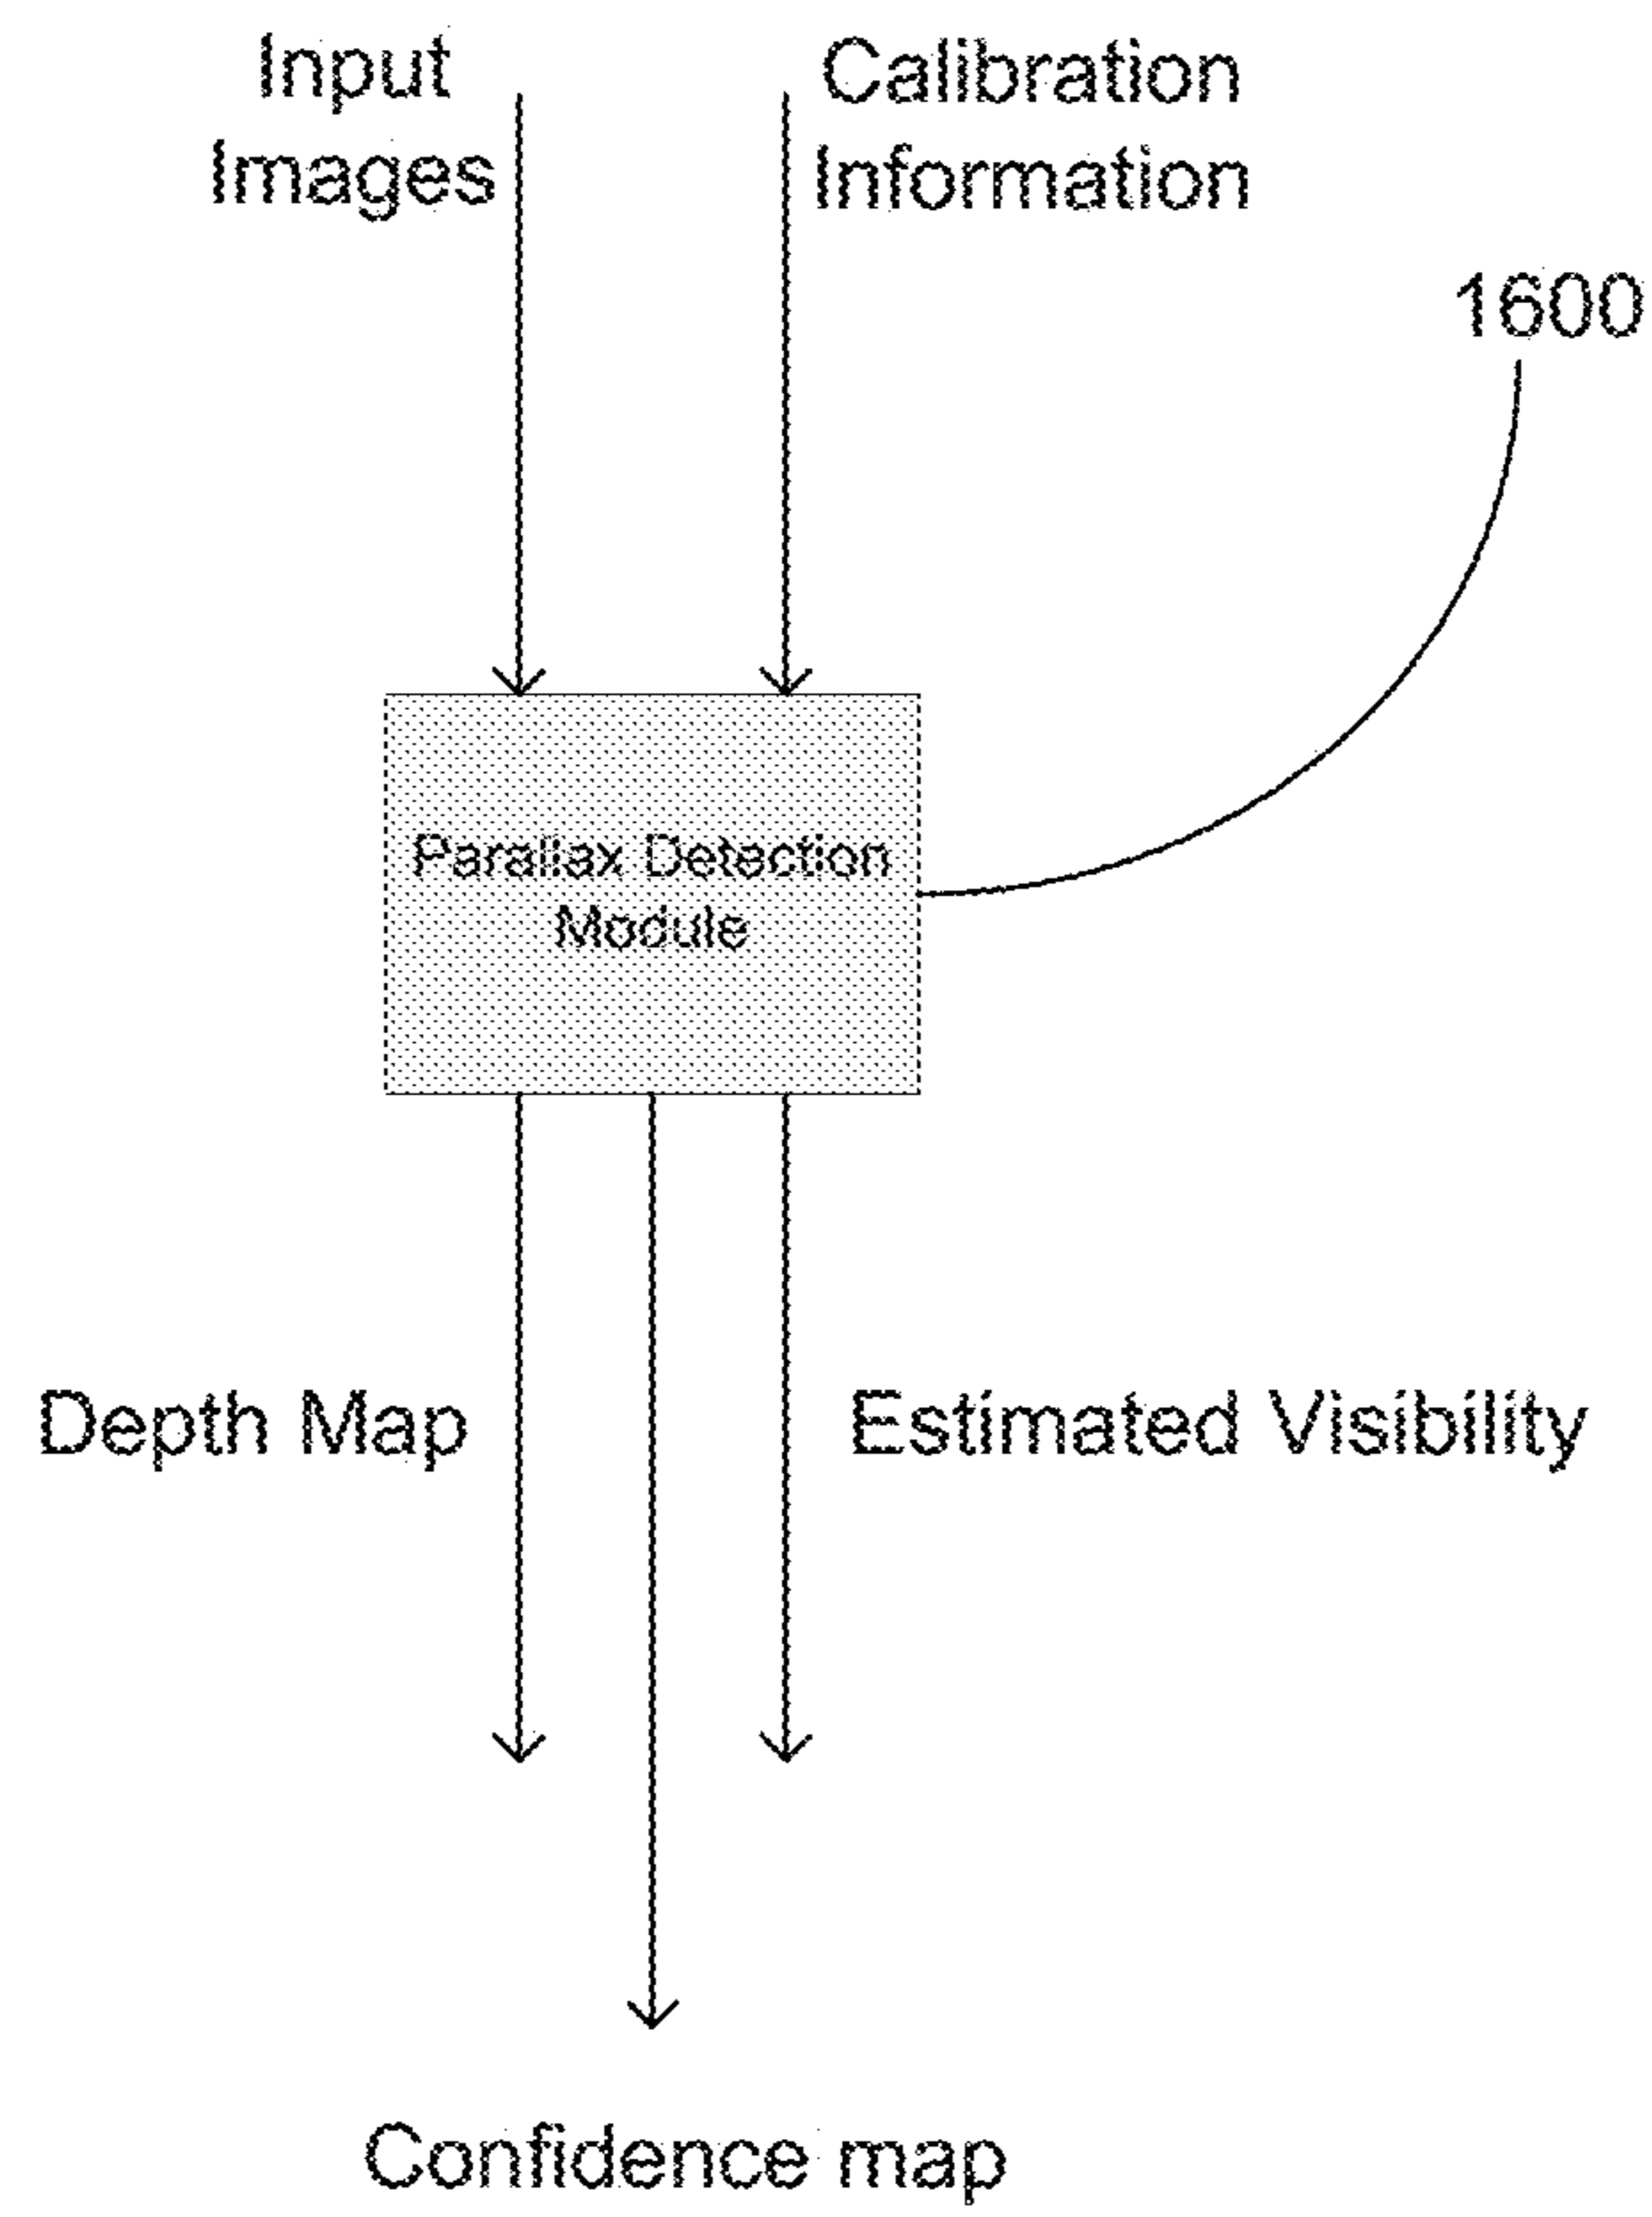 Input
Images
Calibration
Information
1600
Parallax Detection
Module
Depth Map
Estimated Visibility
Confidence map